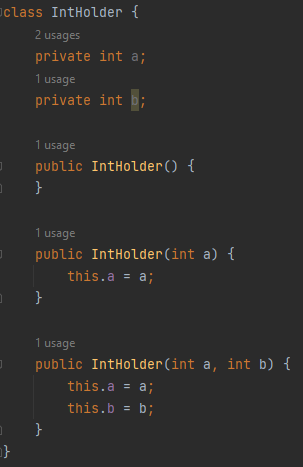 class IntHolder {
2 usages
private int a;
1 usage
private int b;
1 usage
public IntHolder() {
}
1 usage
public IntHolder(int a) {
this.a = a;
}
1 usage
public IntHolder(int a, int b) {
this.a = a;
this.b = b;
}
}